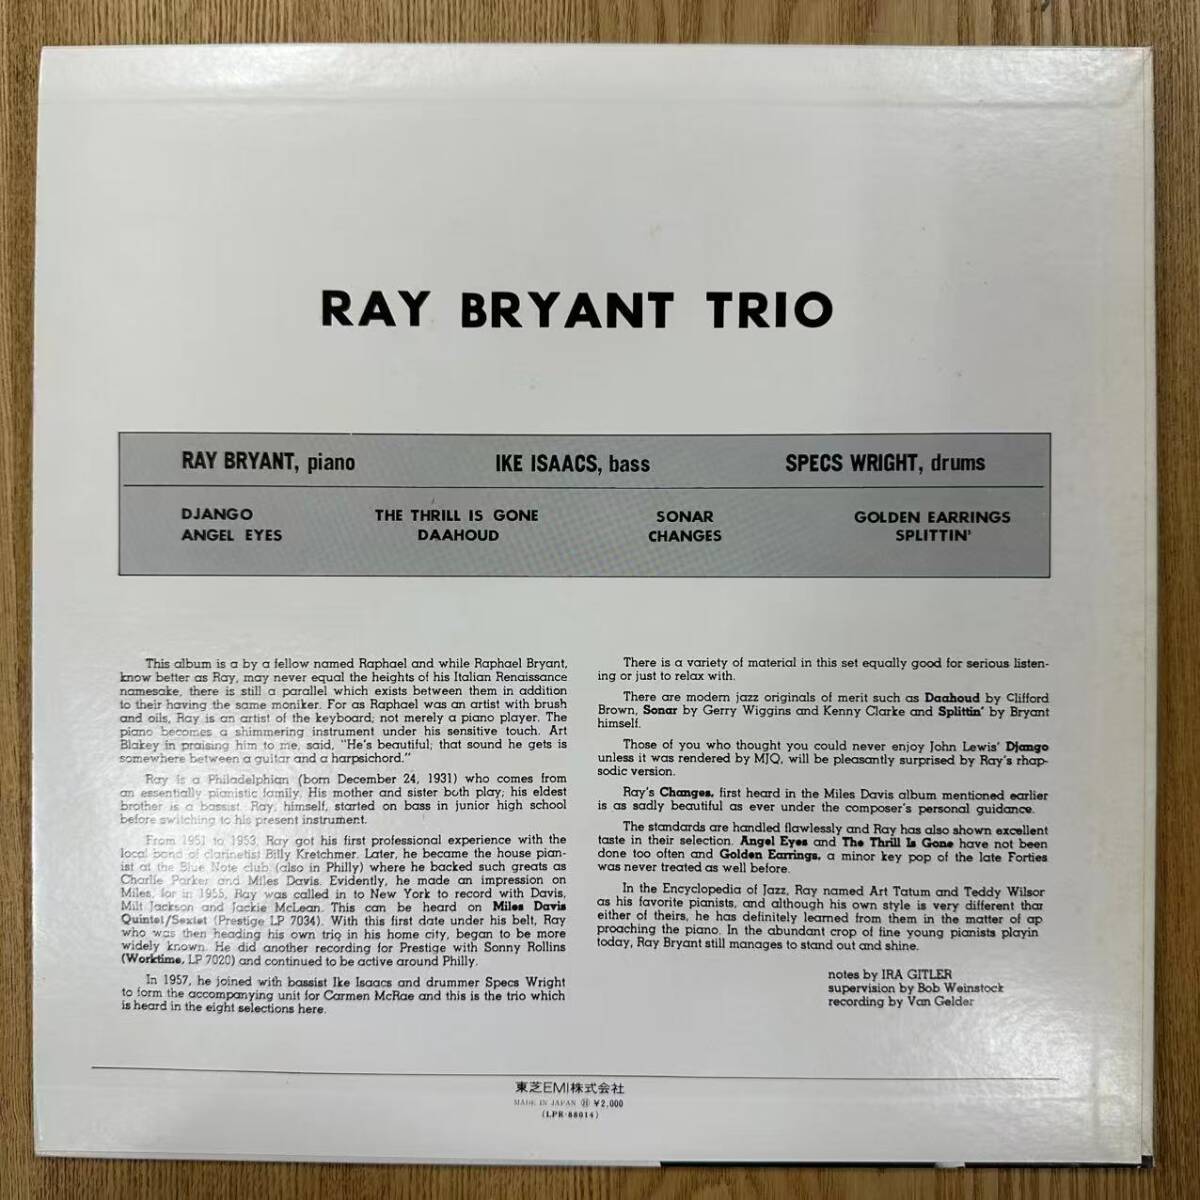 RAY BRYANT TRIO
RAY BRYANT, piano IKE ISAACS, bass SPECS WRIGHT, drums
DJANGO THE THRILL IS GONE SONAR GOLDEN EARRINGS
ANGEL EYES DAAHOUD CHANGES SPLITTIN'
This album is a by a fellow named Raphael and while Raphael Bryant,
know better as Ray, may never equal the heights of his Italian Renaissance
namesake, there is still a parallel which exists between them in addition
to their having the same moniker. For as Raphael was an artist with brush
and oils, Ray is an artist of the keyboard; not merely a piano player. The
piano becomes a shimmering instrument under his sensitive touch. Art
Blakey in praising him to me, said, "He's beautiful; that sound he gets is
somewhere between a guitar and a harpsichord."
Ray is a Philadelphian (born December 24, 1931) who comes from
an essentially pianistic family. His mother and sister both play; his eldest
brother is a bassist. Ray, himself, started on bass in junior high school
before switching to his present instrument.
From 1951 to 1953, Ray got his first professional experience with the
local band of clarinetist Billy Kretchmer. Later, he became the house pian-
ist at the Blue Note club (also in Philly) where he backed such greats as
Charlie Parker and Miles Davis. Evidently, he made an impression on
Miles, for in 1955, Ray was called in to New York to record with Davis,
Milt Jackson and Jackie McLean. This can be heard on Miles Davis
Quintet/Sextet (Prestige LP 7034). With this first date under his belt, Ray
who was then heading his own trio in his home city, began to be more
widely known. He did another recording for Prestige with Sonny Rollins
(Worktime, LP 7020) and continued to be active around Philly.
In 1957, he joined with bassist Ike Isaacs and drummer Specs Wright
to form the accompanying unit for Carmen McRae and this is the trio which
is heard in the eight selections here.
There is a variety of material in this set equally good for serious listen-
ing or just to relax with.
There are modern jazz originals of merit such as Daahoud by Clifford
Brown, Sonar by Gerry Wiggins and Kenny Clarke and Splittin' by Bryant
himself.
Those of you who thought you could never enjoy John Lewis' Django
unless it was rendered by MJQ, will be pleasantly surprised by Ray's rhap-
sodic version.
Ray's Changes, first heard in the Miles Davis album mentioned earlier
is as sadly beautiful as ever under the composer's personal guidance.
The standards are handled flawlessly and Ray has also shown excellent
taste in their selection. Angel Eyes and The Thrill Is Gone have not been
done too often and Golden Earrings, a minor key pop of the late Forties
was never treated as well before.
In the Encyclopedia of Jazz, Ray named Art Tatum and Teddy Wilsor
as his favorite pianists, and although his own style is very different thar
either of theirs, he has definitely learned from them in the matter of ap
proaching the piano. In the abundant crop of fine young pianists playin
today, Ray Bryant still manages to stand out and shine.
notes by IRA GITLER
supervision by Bob Weinstock
recording by Van Gelder
東芝EMI株式会社
MADE IN JAPAN Ⓗ ¥2,000
(LPR-88014)